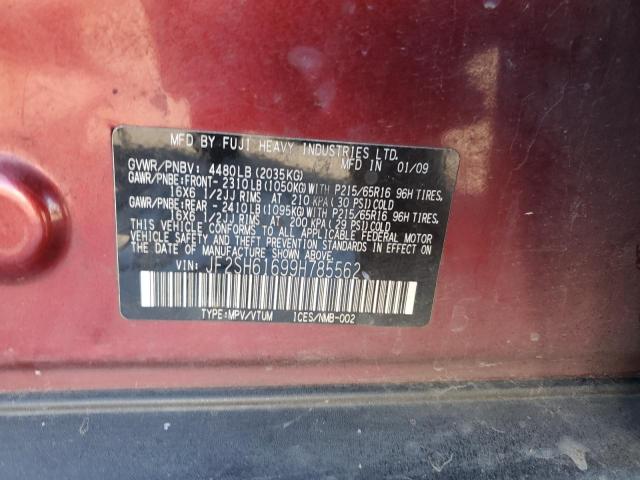 MFD BY FUJI HEAVY INDUSTRIES LTD.
MFD IN 01/09
GVWR/PNBV: 4480LB(2035KG)
GAWR/PNBE:FRONT- 2310LB(1050KG)WITH P215/65R16 96H TIRES,
16X6 1/2JJ RIMS AT 210 KPA(30 PSI)COLD
GAWR/PNBE:REAR - 2410LB(1095KG)WITH P215/65R16 96H TIRES,
16X6 1/2JJ RIMS AT 200 KPA(29 PSI)COLD
THIS VEHICLE CONFORMS TO ALL APPLICABLE FEDERAL MOTOR
VEHICLE SAFETY AND THEFT PREVENTION STANDARDS IN EFFECT
ON THE DATE OF MANUFACTURE SHOWN ABOVE.
VIN: JF2SH61699H785562
TYPE:MPV/VTUM ICES/NMB-002